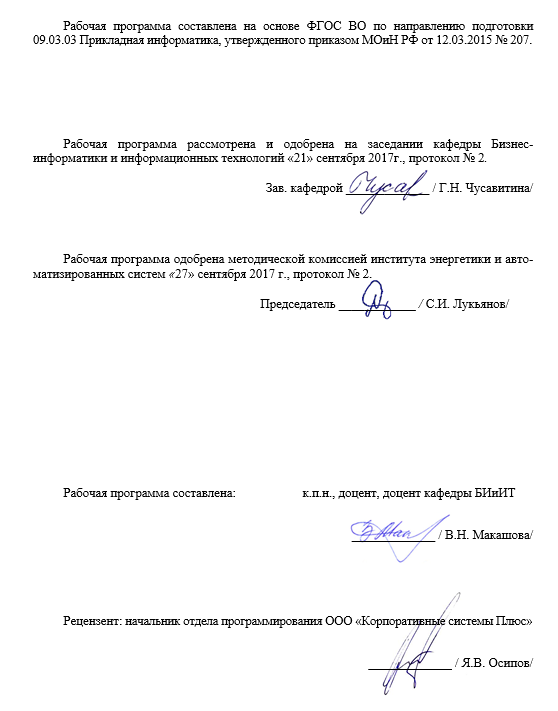 Рабочая программа составлена на основе ФГОС ВО по направлению подготовки
09.03.03 Прикладная информатика, утвержденного приказом МОиН РФ от 12.03.2015 № 207.
Рабочая программа рассмотрена и одобрена на заседании кафедры Бизнес-
информатики и информационных технологий «21» сентября 2017г., протокол № 2.
Зав. кафедрой ____________ / Г.Н. Чусавитина/
Рабочая программа одобрена методической комиссией института энергетики и авто-
матизированных систем «27» сентября 2017 г., протокол № 2.
Председатель ____________ / С.И. Лукьянов/
Рабочая программа составлена: к.п.н., доцент, доцент кафедры БИиИТ
____________ / В.Н. Макашова/
Рецензент: начальник отдела программирования ООО «Корпоративные системы Плюс»
____________ / Я.В. Осипов/